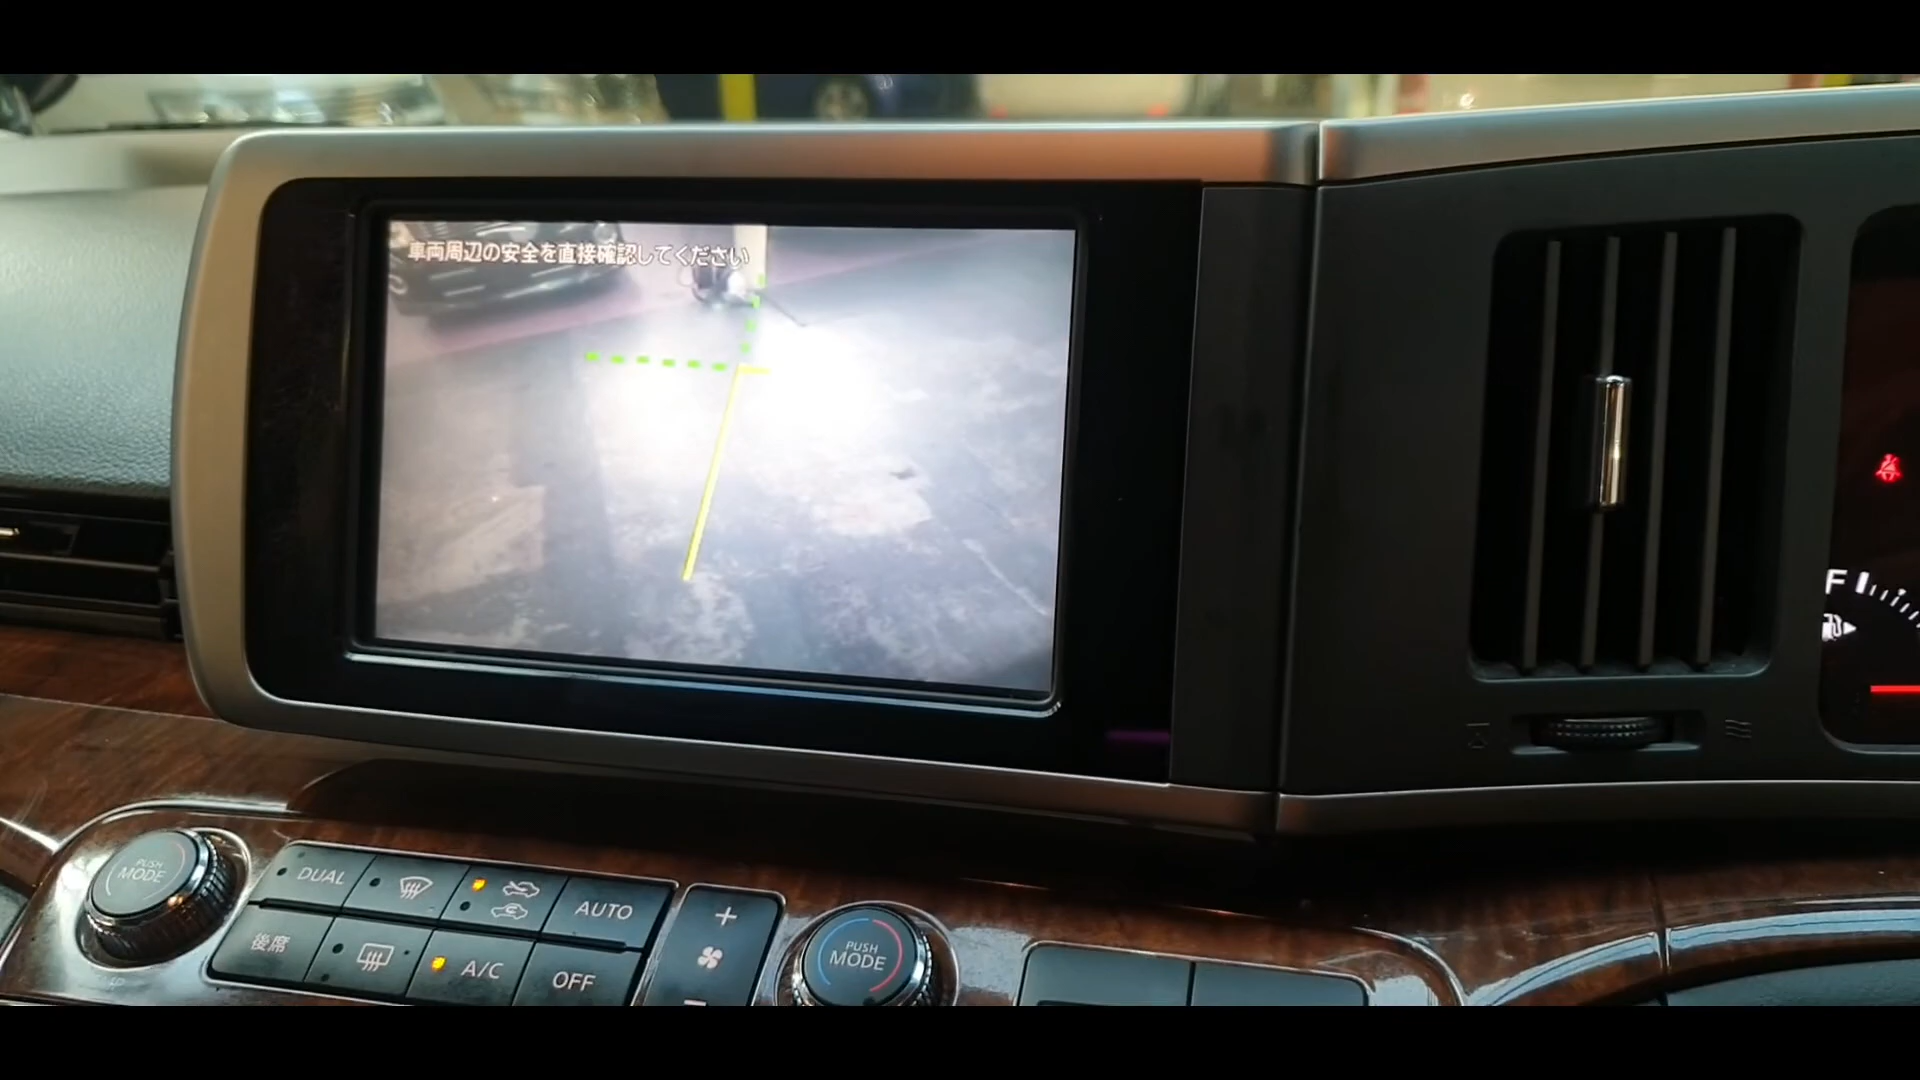 車両周辺の安全を直接確認してください
F
PUSH
MODE
DUAL
AUTO
後席
A/C
OFF
+
PUSH
MODE